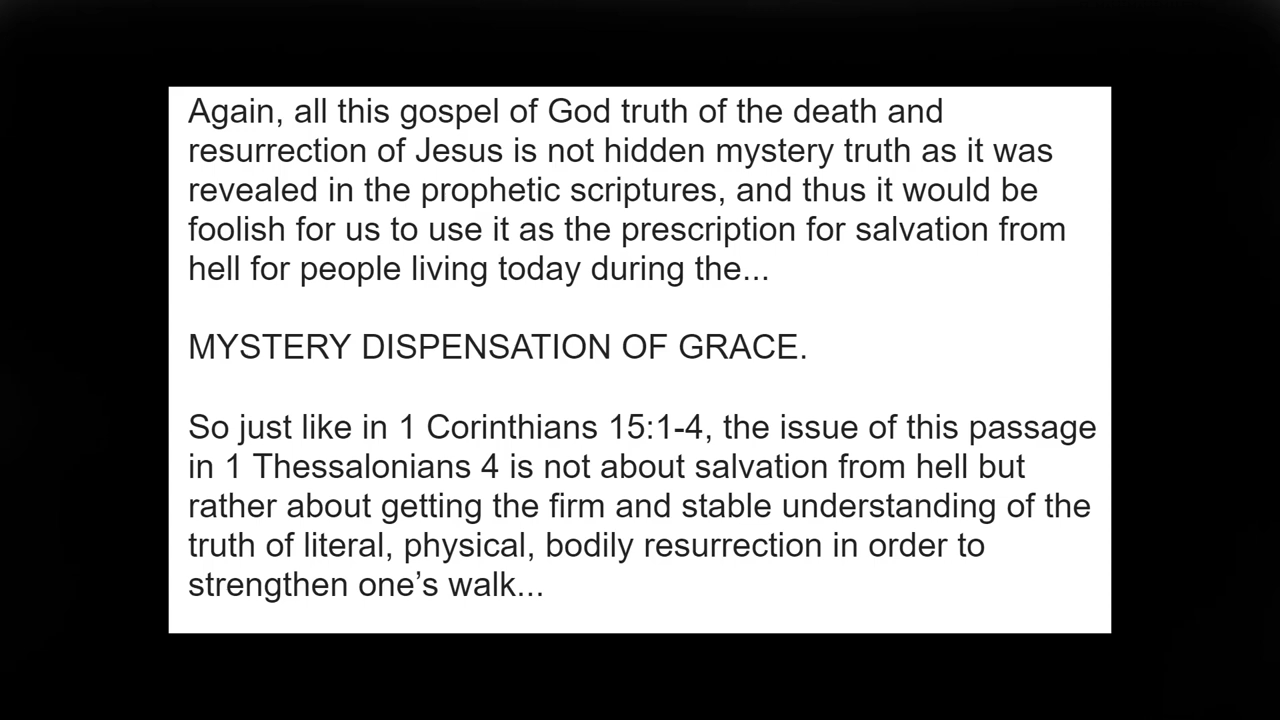 Again, all this gospel of God truth of the death and
resurrection of Jesus is not hidden mystery truth as it was
revealed in the prophetic scriptures, and thus it would be
foolish for us to use it as the prescription for salvation from
hell for people living today during the...
MYSTERY DISPENSATION OF GRACE.
So just like in 1 Corinthians 15:1-4, the issue of this passage
in 1 Thessalonians 4 is not about salvation from hell but
rather about getting the firm and stable understanding of the
truth of literal, physical, bodily resurrection in order to
strengthen one’s walk...